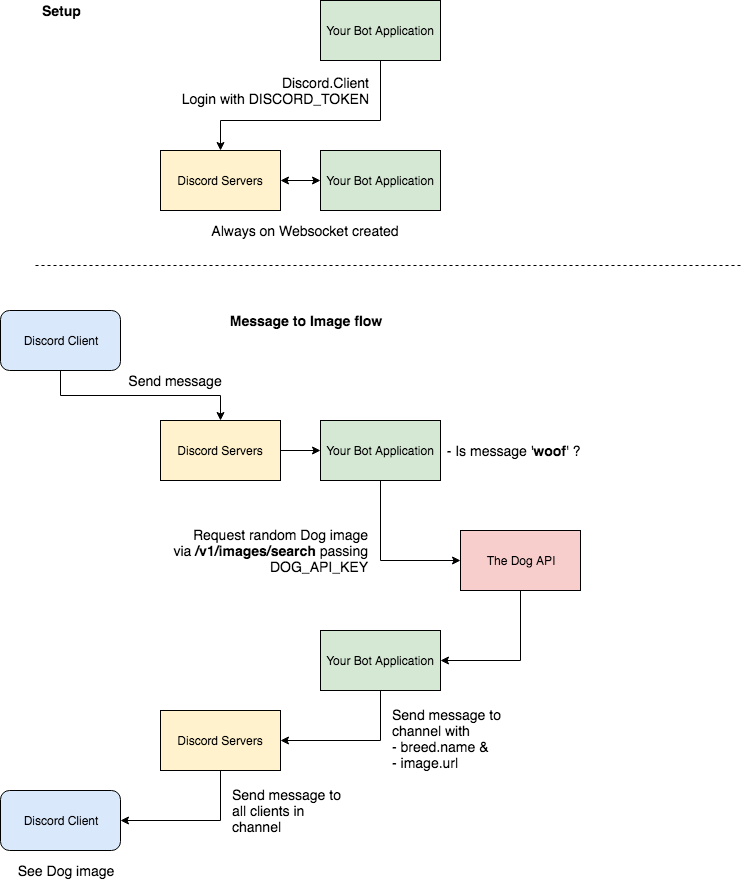 Setup
Your Bot Application
Discord.Client
Login with DISCORD_TOKEN
Discord Servers
Your Bot Application
Always on Websocket created
Message to Image flow
Discord Client
Send message
Discord Servers
Your Bot Application
- Is message 'woof' ?
Request random Dog image
via /v1/images/search passing
DOG_API_KEY
The Dog API
Your Bot Application
Send message to
channel with
- breed.name &
- image.url
Discord Servers
Send message to
all clients in
channel
Discord Client
See Dog image